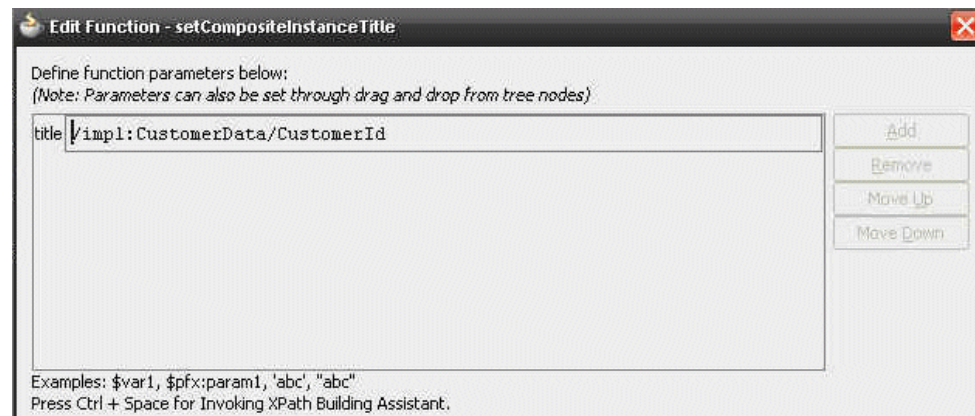 Edit Function - setCompositeInstanceTitle
Define function parameters below:
(Note: Parameters can also be set through drag and drop from tree nodes)
title /impl:CustomerData/CustomerId
Add
Remove
Move Up
Move Down
Examples: $var1, $pfx:param1, 'abc', "abc"
Press Ctrl + Space for Invoking XPath Building Assistant.